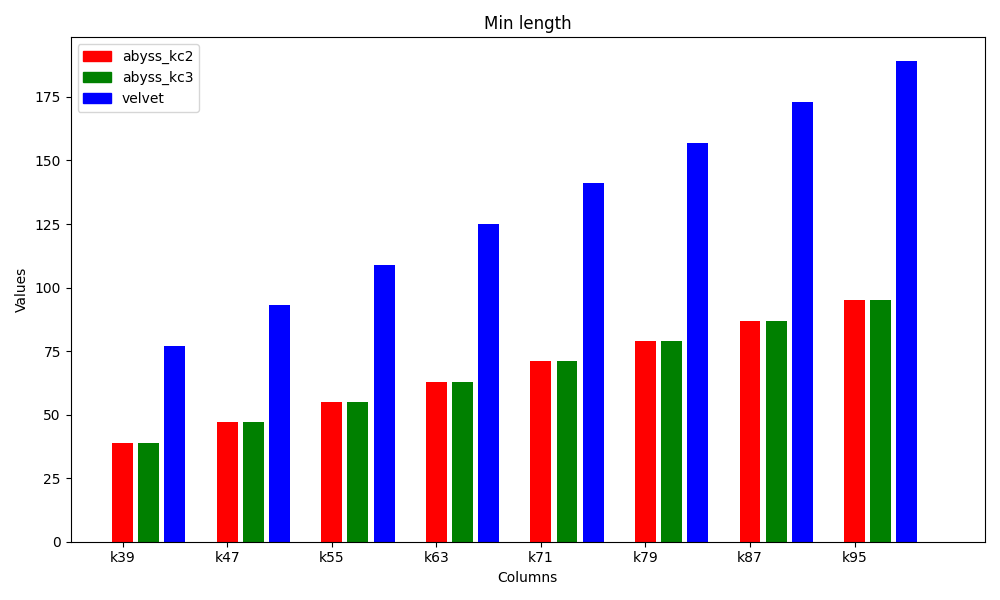 Min length
abyss_kc2
abyss_kc3
velvet
Values
175
150
125
100
75
50
25
0
k39 k47 k55 k63 k71 k79 k87 k95
Columns